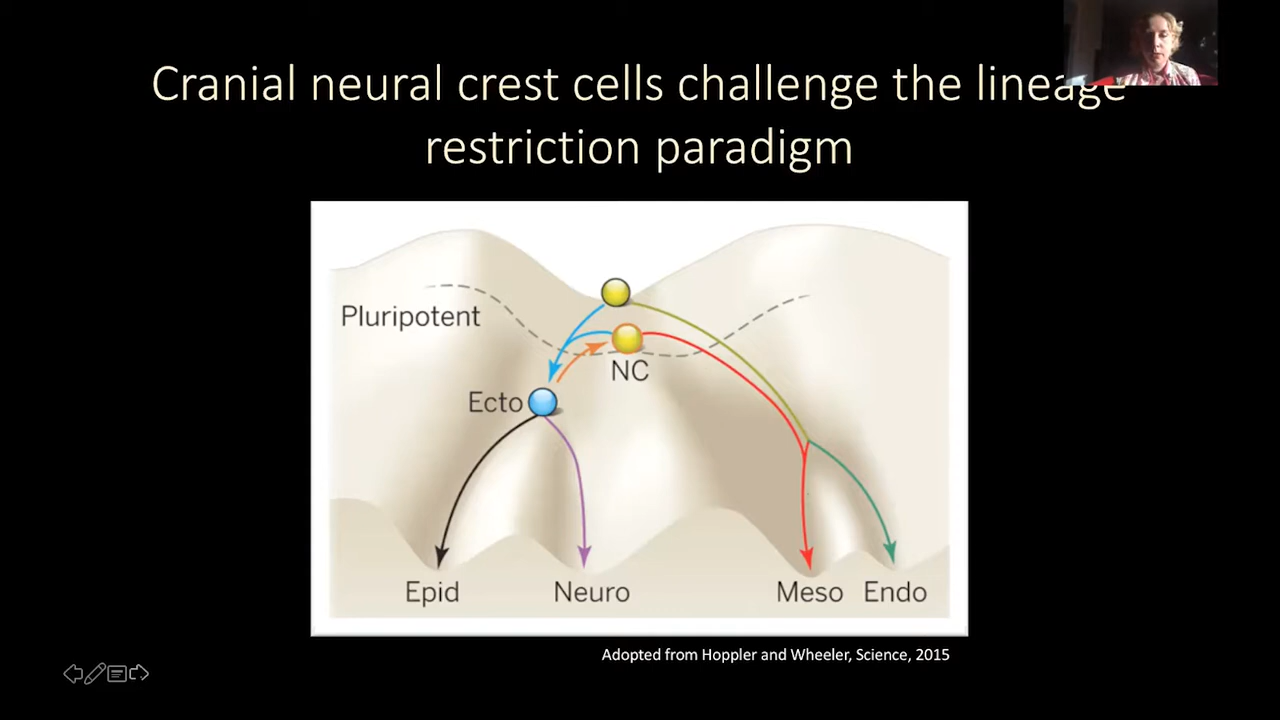 Cranial neural crest cells challenge the lineage
restriction paradigm
Pluripotent
NC
Ecto
Epid
Neuro
Meso
Endo
Adopted from Hoppler and Wheeler, Science, 2015